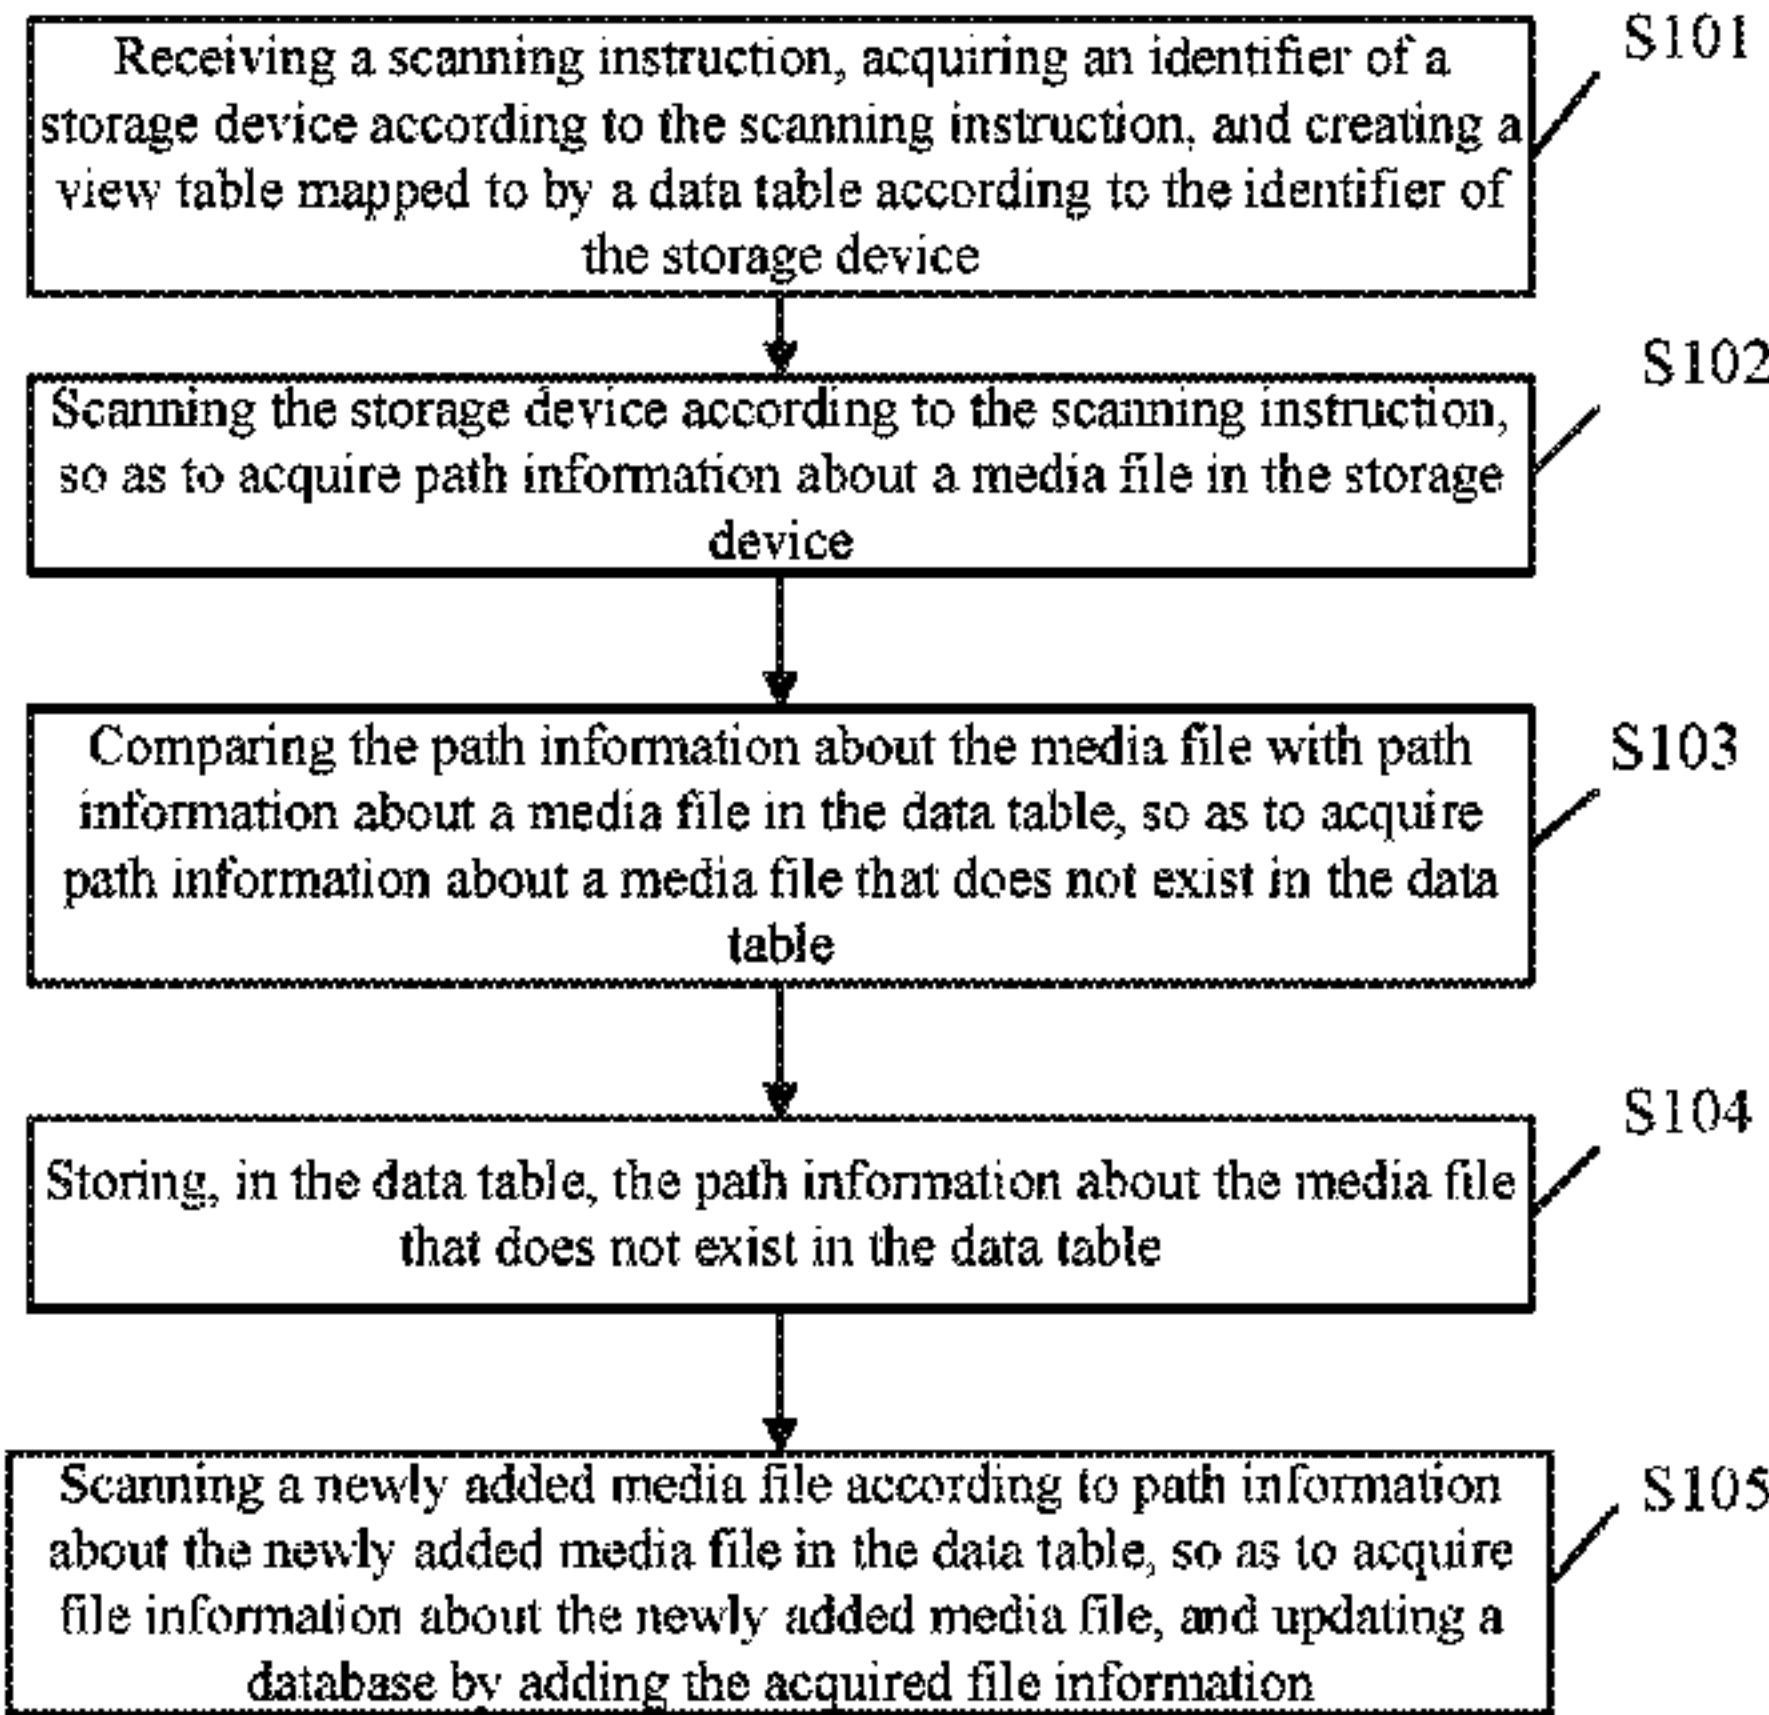 Receiving a scanning instruction, acquiring an identifier of a
storage device according to the scanning instruction, and creating a
view table mapped to by a data table according to the identifier of
the storage device
S101
Scanning the storage device according to the scanning instruction,
so as to acquire path information about a media file in the storage
device
S102
Comparing the path information about the media file with path
information about a media file in the data table, so as to acquire
path information about a media file that does not exist in the data
table
S103
Storing, in the data table, the path information about the media file
that does not exist in the data table
S104
Scanning a newly added media file according to path information
about the newly added media file in the data table, so as to acquire
file information about the newly added media file, and updating a
database by adding the acquired file information
S105